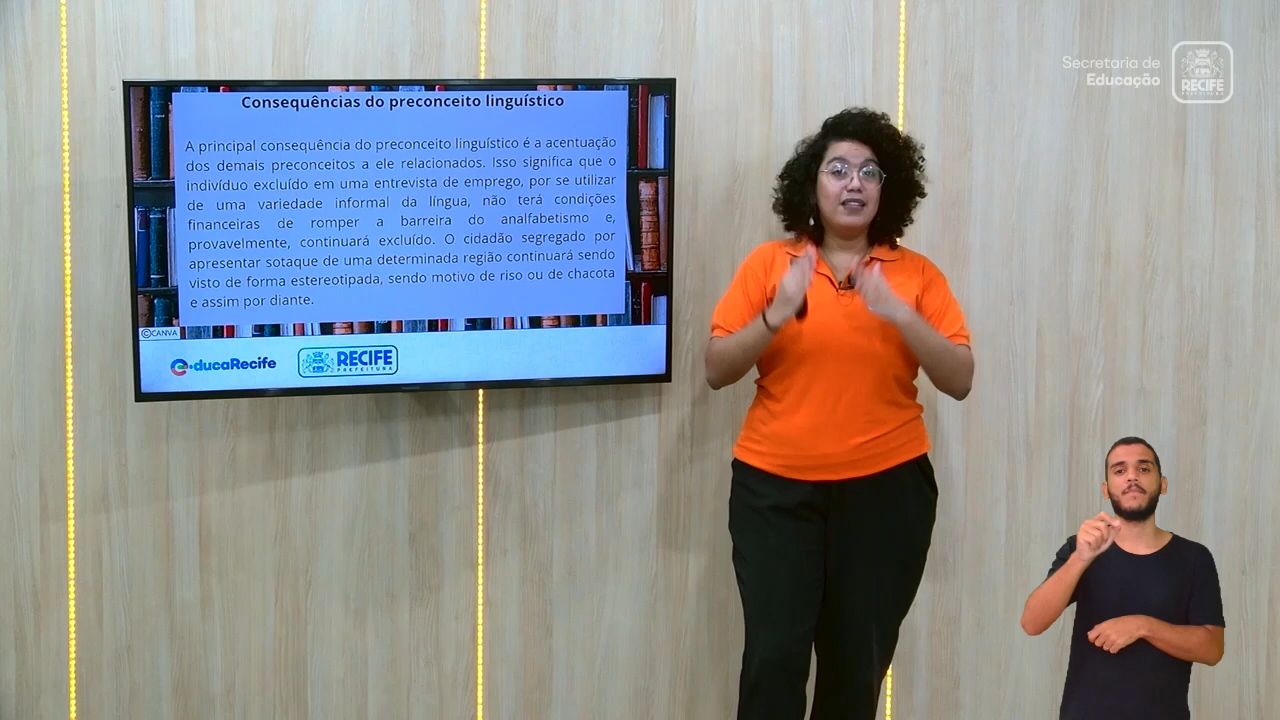 Secretaria de
Educação
RECIFE
PREFEITURA
Consequências do preconceito linguístico
A principal consequência do preconceito linguístico é a acentuação
dos demais preconceitos a ele relacionados. Isso significa que o
indivíduo excluído em uma entrevista de emprego, por se utilizar
de uma variedade informal da língua, não terá condições
financeiras de romper a barreira do analfabetismo e,
provavelmente, continuará excluído. O cidadão segregado por
apresentar sotaque de uma determinada região continuará sendo
visto de forma estereotipada, sendo motivo de riso ou de chacota
e assim por diante.
©CANVA
e·ducaRecife
RECIFE
PREFEITURA